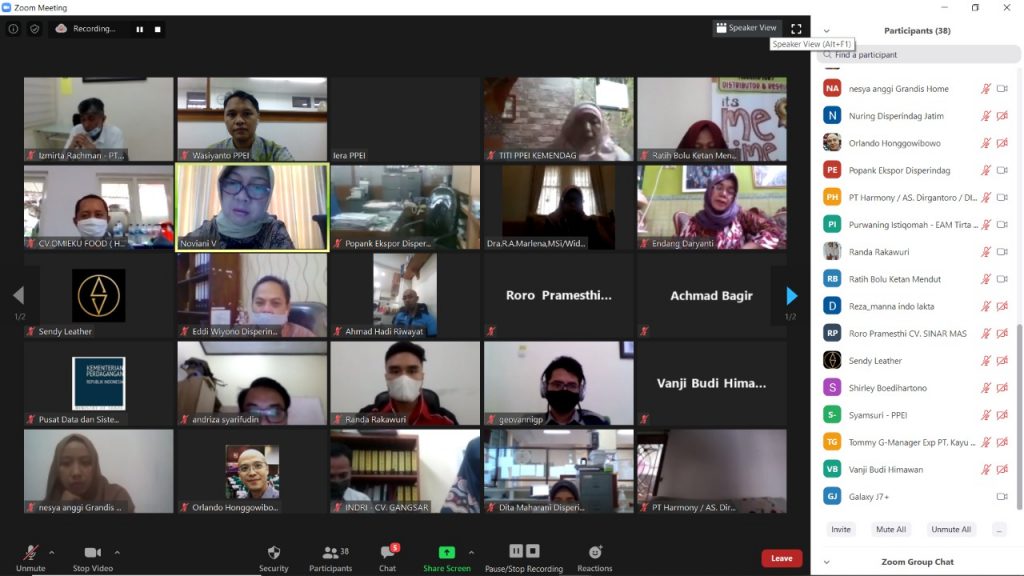 Zoom Meeting
Recording...
Speaker View
Speaker View (Alt+F1)
Participants (38)
Find a participant
Izmirta Rachman - PT...
Wasiyanto PPEI
lera PPEI
TITI PPEI KEMENDAG
its
me
Ratih Bolu Ketan Men...
CV.OMIEKU FOOD ( H...
Noviani V
Popank Ekspor Disper...
Dra.R.A.Marlena,MSi/Wid...
Endang Daryanti
Sendy Leather
Eddi Wiyono Disperin...
Ahmad Hadi Riwayat
Roro Pramesthi...
Achmad Bagir
1/2
1/2
KEMENTERIAN
PERDAGANGAN
REPUBLIK INDONESIA
Pusat Data dan Siste...
andriza syarifudin
Randa Rakawuri
geovannigp
Vanji Budi Hima...
nesya anggi Grandis ...
Orlando Honggowibo...
INDRI - CV. GANGSAR
Dita Maharani Disperi...
PT Harmony / AS. Dir...
NA nesya anggi Grandis Home
N Nuring Disperindag Jatim
Orlando Honggowibowo
PE Popank Ekspor Disperindag
PH PT Harmony / AS. Dirgantoro / DI...
PI Purwaning Istiqomah - EAM Tirta ...
Randa Rakawuri
RB Ratih Bolu Ketan Mendut
D Reza_manna indo lakta
RP Roro Pramesthi CV. SINAR MAS
Sendy Leather
S Shirley Boedihartono
S- Syamsuri - PPEI
TG Tommy G-Manager Exp PT. Kayu ...
VB Vanji Budi Himawan
GJ Galaxy J7+
Invite Mute All Unmute All ...
Zoom Group Chat
Unmute
Stop Video
Security
38
Participants
5
Chat
Share Screen
Pause/Stop Recording
Reactions
Leave